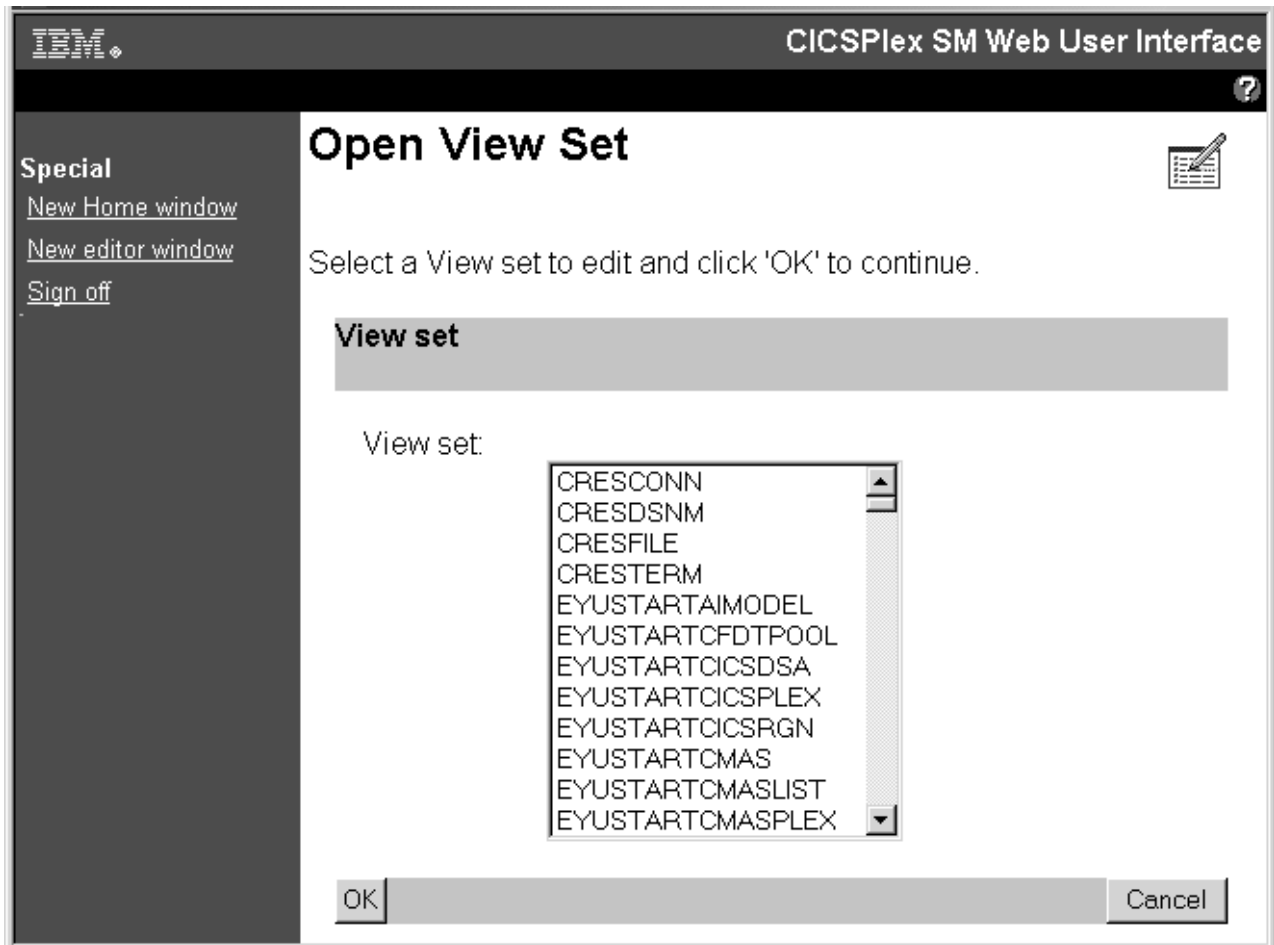 IBM®
CICSPlex SM Web User Interface
?
Special
New Home window
New editor window
Sign off
Open View Set
Select a View set to edit and click 'OK' to continue.
View set
View set:
CRESCONN
CRESDSNM
CRESFILE
CRESTERM
EYUSTARTAIMODEL
EYUSTARTCFDTPOOL
EYUSTARTCICSDSA
EYUSTARTCICSPLEX
EYUSTARTCICSRGN
EYUSTARTCMAS
EYUSTARTCMASLIST
EYUSTARTCMASPLEX
OK
Cancel